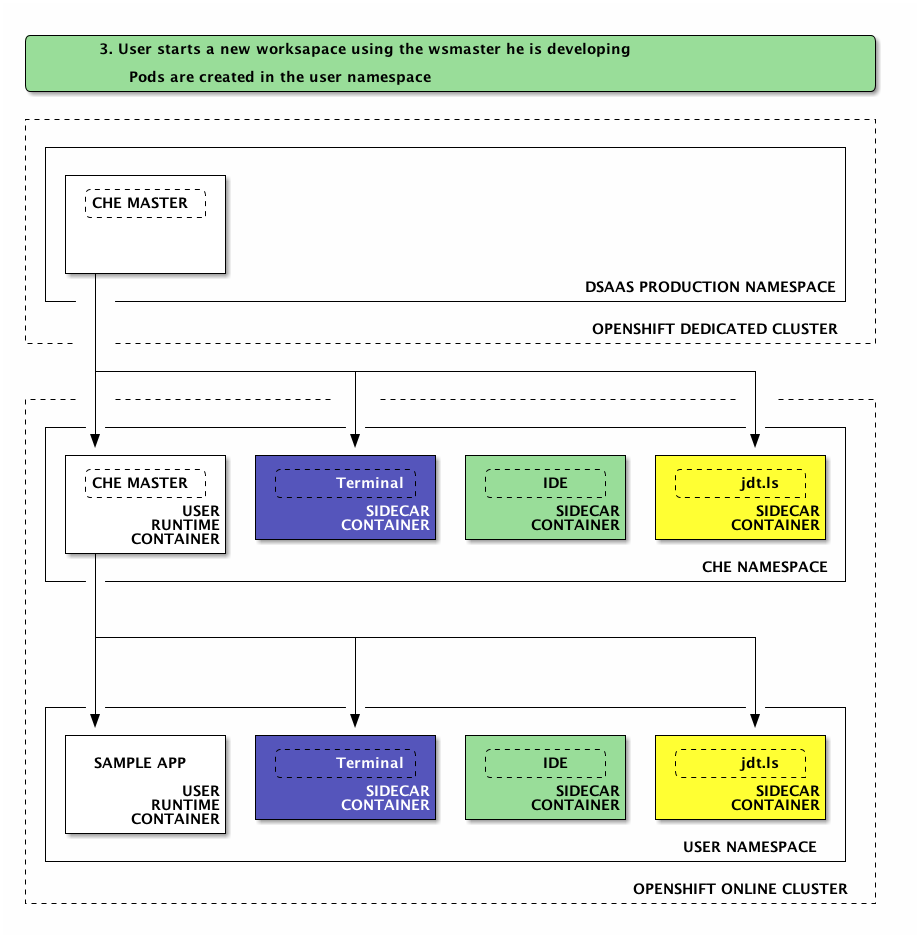 3. User starts a new worksapace using the wsmaster he is developing
Pods are created in the user namespace
CHE MASTER
DSAAS PRODUCTION NAMESPACE
OPENSHIFT DEDICATED CLUSTER
CHE MASTER
USER
RUNTIME
CONTAINER
Terminal
SIDECAR
CONTAINER
IDE
SIDECAR
CONTAINER
jdt.ls
SIDECAR
CONTAINER
CHE NAMESPACE
SAMPLE APP
USER
RUNTIME
CONTAINER
Terminal
SIDECAR
CONTAINER
IDE
SIDECAR
CONTAINER
jdt.ls
SIDECAR
CONTAINER
USER NAMESPACE
OPENSHIFT ONLINE CLUSTER